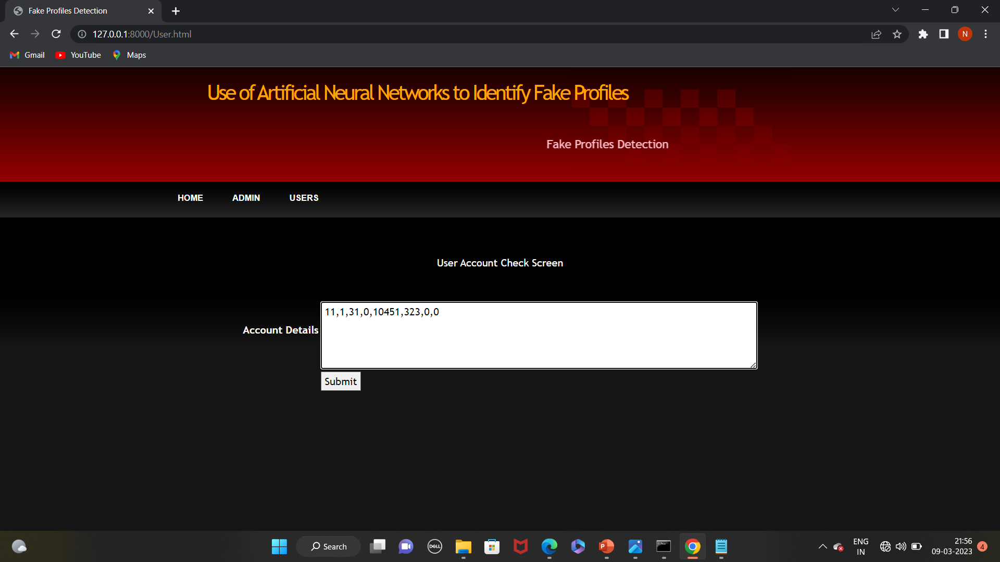 Fake Profiles Detection
127.0.0.1:8000/User.html
N
Gmail YouTube Maps
Use of Artificial Neural Networks to Identify Fake Profiles
Fake Profiles Detection
HOME ADMIN USERS
User Account Check Screen
Account Details
11,1,31,0,10451,323,0,0
Submit
Search
DELL
P
ENG
IN
21:56
09-03-2023
4